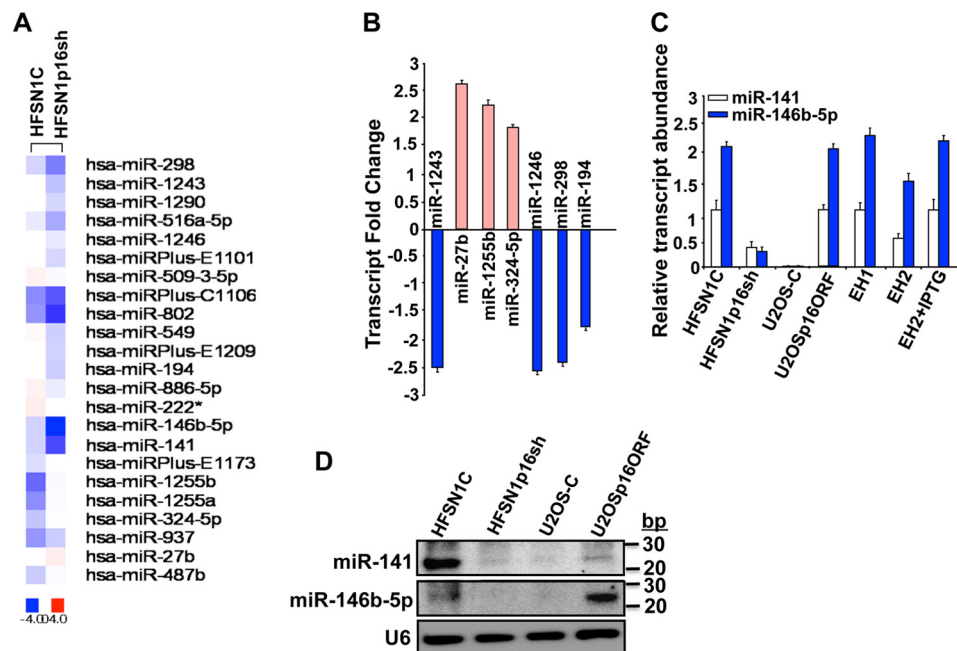 A
HFSN1C
HFSN1p16sh
hsa-miR-298
hsa-miR-1243
hsa-miR-1290
hsa-miR-516a-5p
hsa-miR-1246
hsa-miRPlus-E1101
hsa-miR-509-3-5p
hsa-miRPlus-C1106
hsa-miR-802
hsa-miR-549
hsa-miRPlus-E1209
hsa-miR-194
hsa-miR-886-5p
hsa-miR-222*
hsa-miR-146b-5p
hsa-miR-141
hsa-miRPlus-E1173
hsa-miR-1255b
hsa-miR-1255a
hsa-miR-324-5p
hsa-miR-937
hsa-miR-27b
hsa-miR-487b
-4.0 04.0
B
Transcript Fold Change
3
2.5
2
1.5
1
0.5
0
-0.5
-1
-1.5
-2
-2.5
-3
miR-1243
miR-27b
miR-1255b
miR-324-5p
miR-1246
miR-298
miR-194
C
Relative transcript abundance
2.5
2
1.5
1
0.5
0
miR-141
miR-146b-5p
HFSN1C
HFSN1p16sh
U2OS-C
U2OSp16ORF
EH1
EH2
EH2+IPTG
D
HFSN1C
HFSN1p16sh
U2OS-C
U2OSp16ORF
bp
miR-141
30
20
miR-146b-5p
30
20
U6